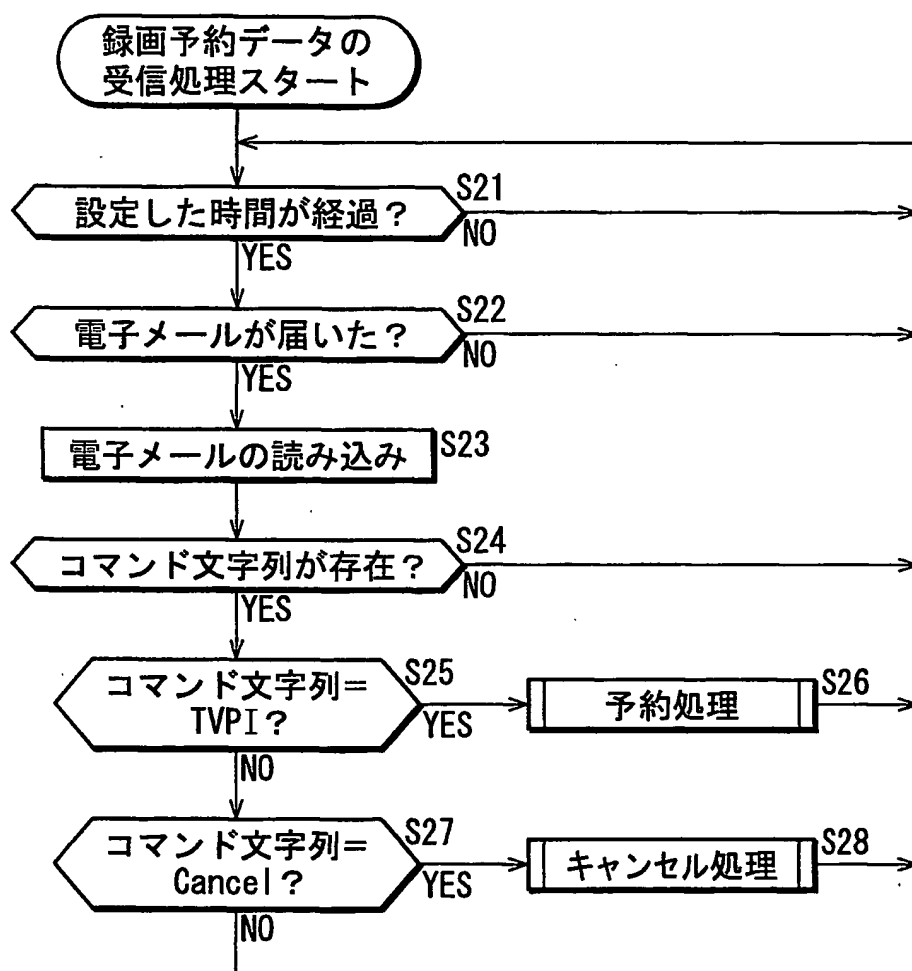 録画予約データの
受信処理スタート
設定した時間が経過?
S21
NO
YES
電子メールが届いた?
S22
NO
YES
電子メールの読み込み
S23
コマンド文字列が存在?
S24
NO
YES
コマンド文字列=
TVPI?
S25
YES
予約処理
S26
NO
コマンド文字列=
Cancel?
S27
YES
キャンセル処理
S28
NO